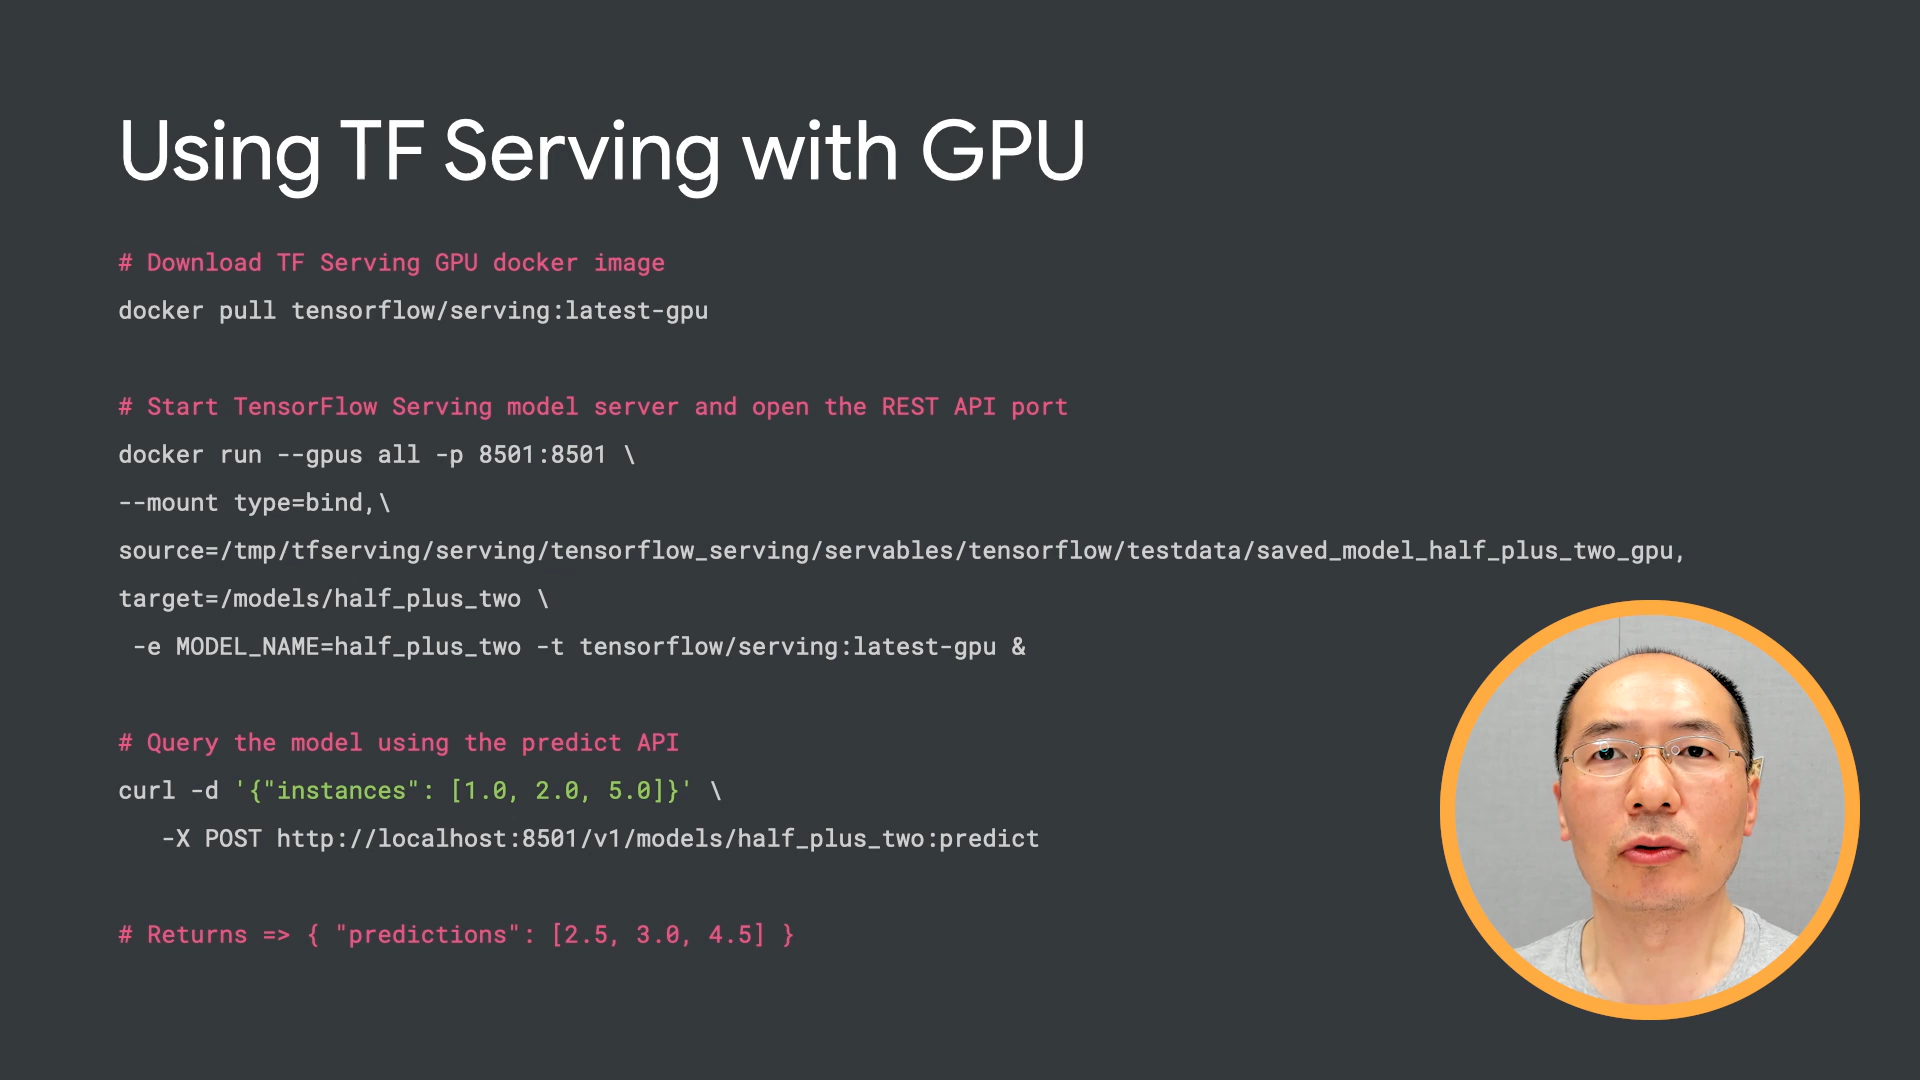 Using TF Serving with GPU
# Download TF Serving GPU docker image
docker pull tensorflow/serving:latest-gpu
# Start TensorFlow Serving model server and open the REST API port
docker run --gpus all -p 8501:8501 \
--mount type=bind,\
source=/tmp/tfserving/serving/tensorflow_serving/servables/tensorflow/testdata/saved_model_half_plus_two_gpu,
target=/models/half_plus_two \
-e MODEL_NAME=half_plus_two -t tensorflow/serving:latest-gpu &
# Query the model using the predict API
curl -d '{"instances": [1.0, 2.0, 5.0]}' \
-X POST http://localhost:8501/v1/models/half_plus_two:predict
# Returns => { "predictions": [2.5, 3.0, 4.5] }